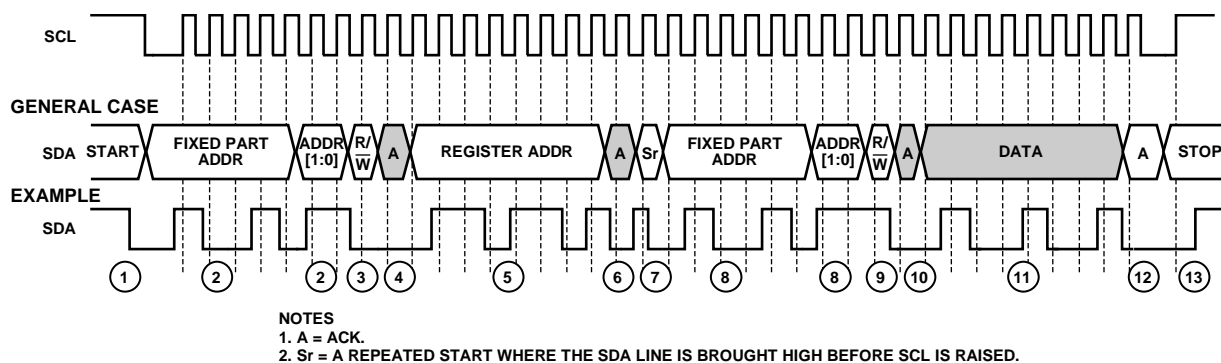 SCL
GENERAL CASE
SDA START FIXED PART ADDR ADDR [1:0] R/W A REGISTER ADDR A Sr FIXED PART ADDR ADDR [1:0] R/W A DATA A STOP
EXAMPLE
SDA
1 2 2 3 4 5 6 7 8 8 9 10 11 12 13
NOTES
1. A = ACK.
2. Sr = A REPEATED START WHERE THE SDA LINE IS BROUGHT HIGH BEFORE SCL IS RAISED.